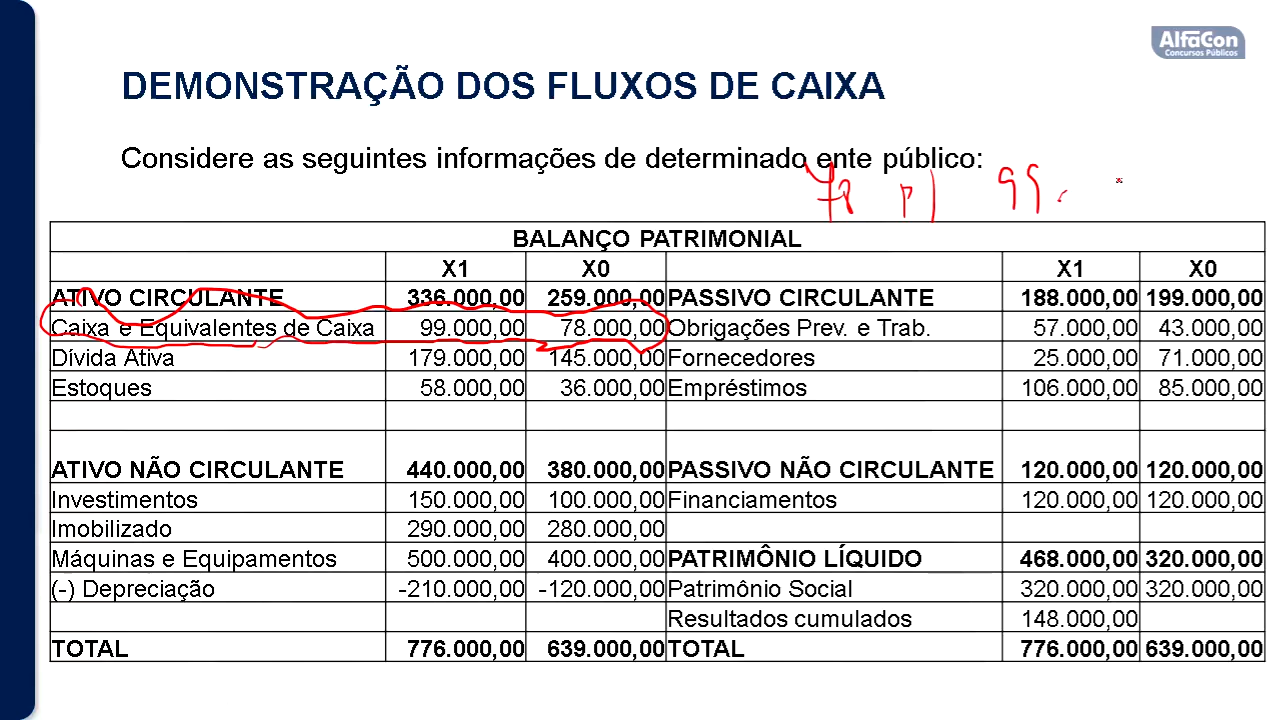 AlfaCon
Concursos Públicos
DEMONSTRAÇÃO DOS FLUXOS DE CAIXA
Considere as seguintes informações de determinado ente público:
78 p/ 99.
BALANÇO PATRIMONIAL
X1 X0 X1 X0
ATIVO CIRCULANTE 336.000,00 259.000,00 PASSIVO CIRCULANTE 188.000,00 199.000,00
Caixa e Equivalentes de Caixa 99.000,00 78.000,00 Obrigações Prev. e Trab. 57.000,00 43.000,00
Dívida Ativa 179.000,00 145.000,00 Fornecedores 25.000,00 71.000,00
Estoques 58.000,00 36.000,00 Empréstimos 106.000,00 85.000,00
ATIVO NÃO CIRCULANTE 440.000,00 380.000,00 PASSIVO NÃO CIRCULANTE 120.000,00 120.000,00
Investimentos 150.000,00 100.000,00 Financiamentos 120.000,00 120.000,00
Imobilizado 290.000,00 280.000,00
Máquinas e Equipamentos 500.000,00 400.000,00 PATRIMÔNIO LÍQUIDO 468.000,00 320.000,00
(-) Depreciação -210.000,00 -120.000,00 Patrimônio Social 320.000,00 320.000,00
Resultados cumulados 148.000,00
TOTAL 776.000,00 639.000,00 TOTAL 776.000,00 639.000,00